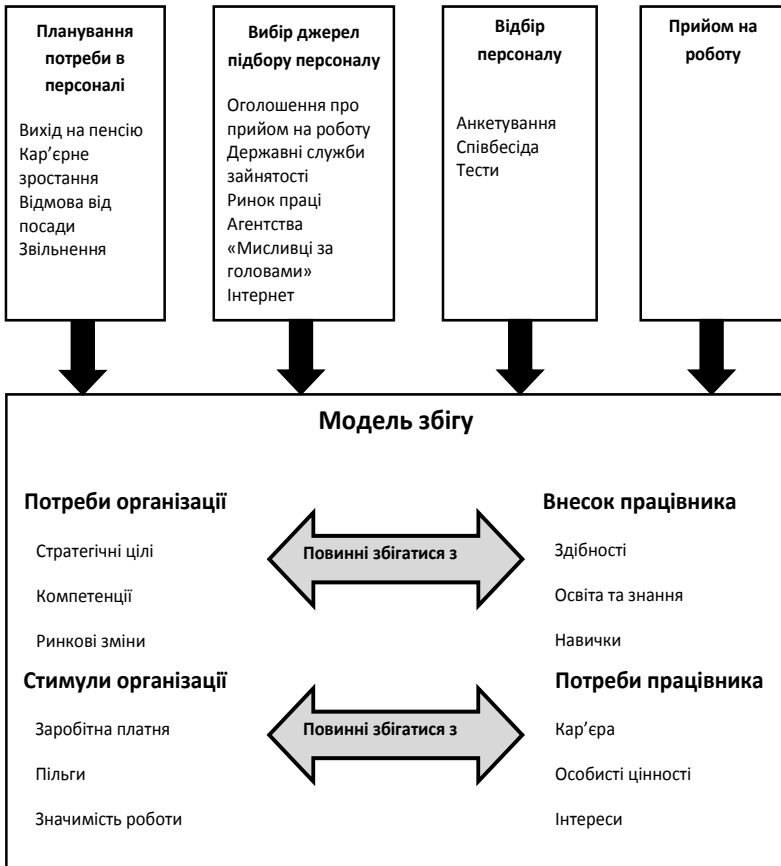 Планування
потреби в
персоналі
Вихід на пенсію
Кар’єрне
зростання
Відмова від
посади
Звільнення
Вибір джерел
підбору персоналу
Оголошення про
прийом на роботу
Державні служби
зайнятості
Ринок праці
Агентства
«Мисливці за
головами»
Інтернет
Відбір
персоналу
Анкетування
Співбесіда
Тести
Прийом на
роботу
Модель збігу
Потреби організації
Стратегічні цілі
Компетенції
Ринкові зміни
Повинні збігатися з
Внесок працівника
Здібності
Освіта та знання
Навички
Стимули організації
Заробітна платня
Пільги
Значимість роботи
Повинні збігатися з
Потреби працівника
Кар’єра
Особисті цінності
Інтереси